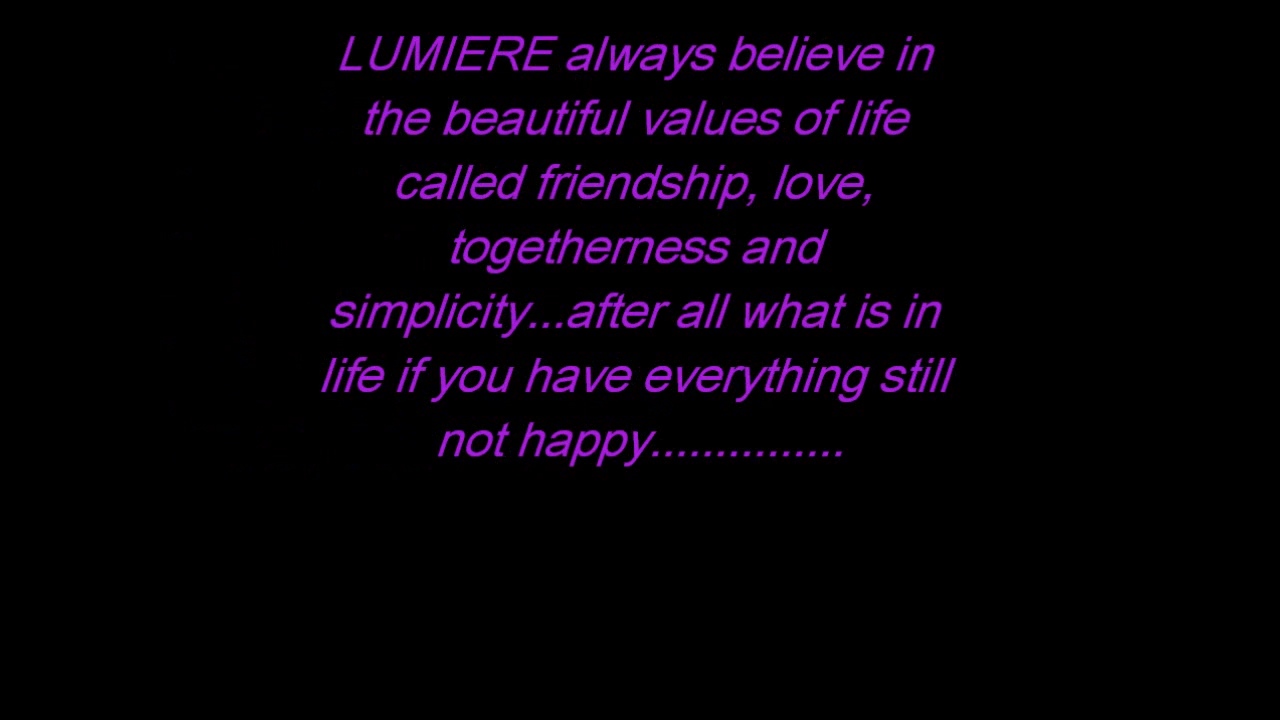 LUMIERE always believe in
the beautiful values of life
called friendship, love,
togetherness and
simplicity...after all what is in
life if you have everything still
not happy...............